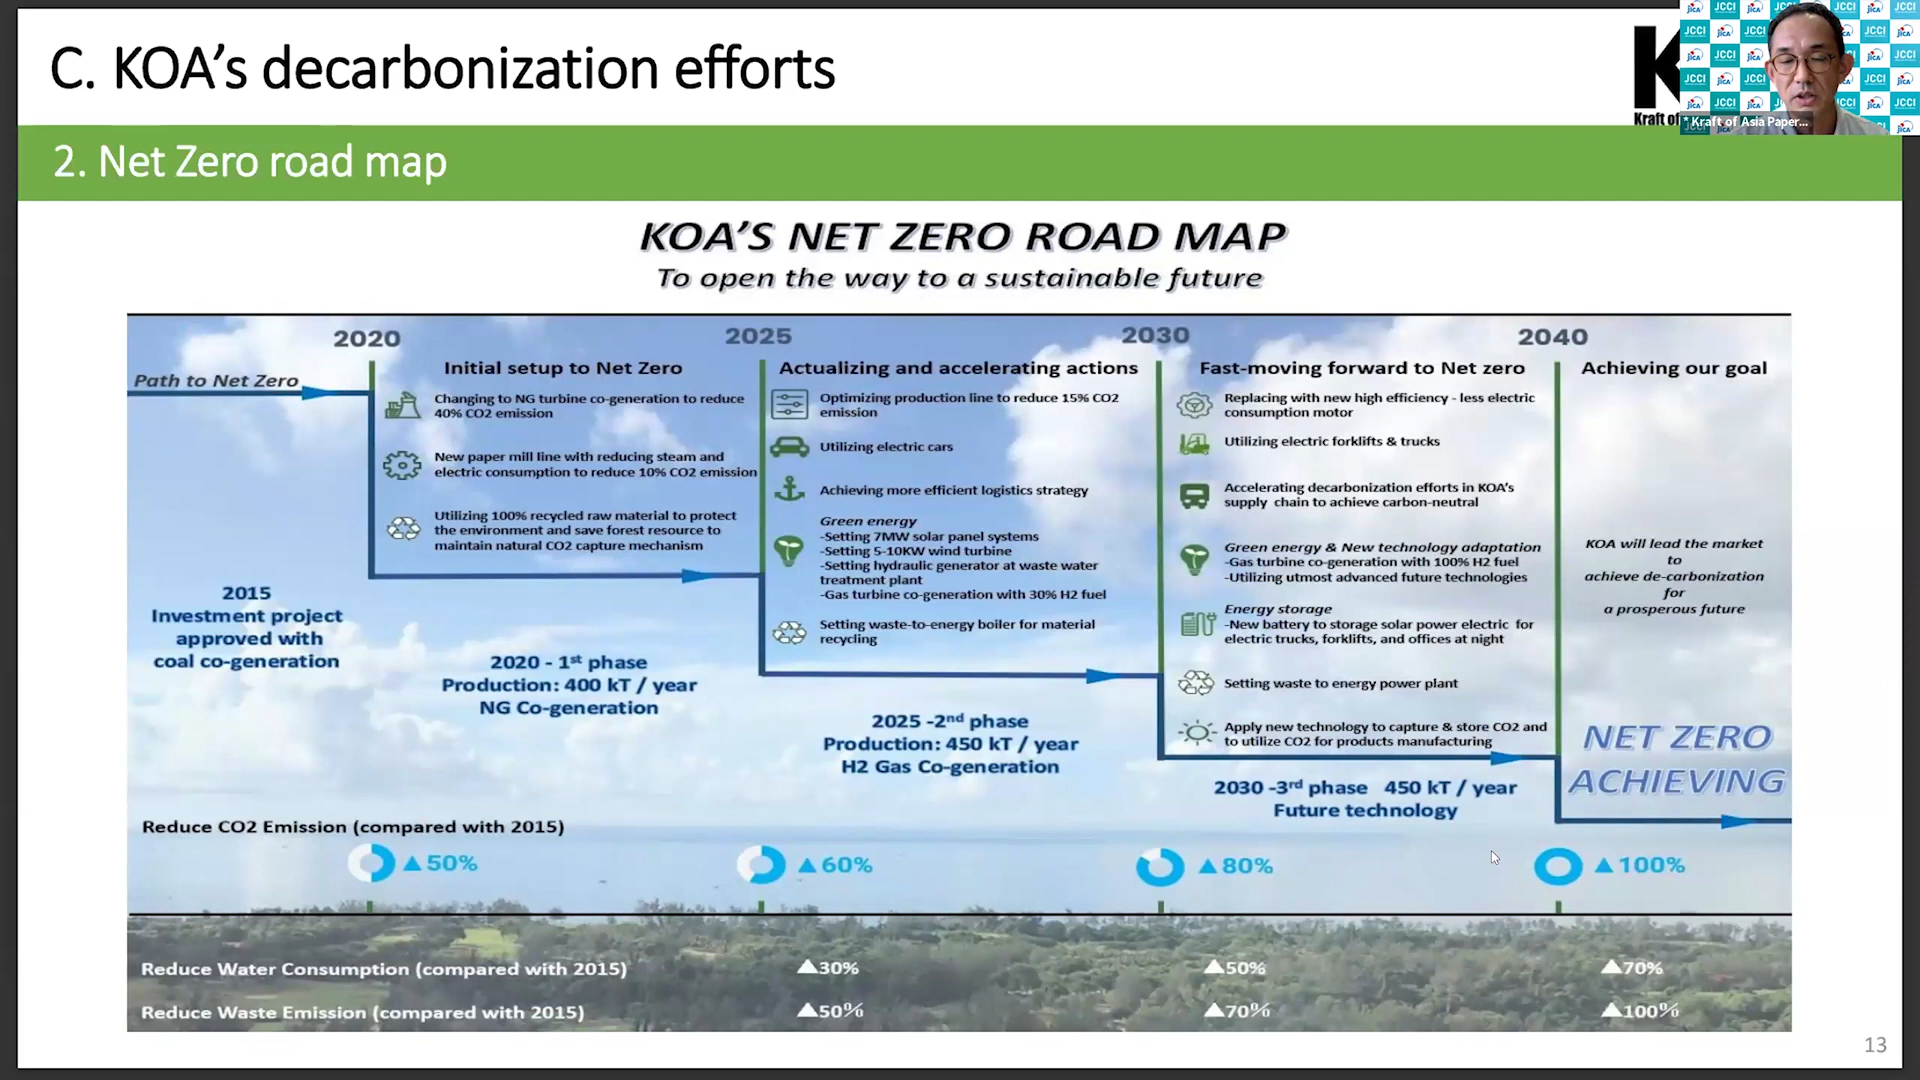 C. KOA's decarbonization efforts
K
Kraft of
* Kraft of Asia Paper...
2. Net Zero road map
KOA'S NET ZERO ROAD MAP
To open the way to a sustainable future
2020
2025
2030
2040
Path to Net Zero
Initial setup to Net Zero
Changing to NG turbine co-generation to reduce
40% CO2 emission
New paper mill line with reducing steam and
electric consumption to reduce 10% CO2 emission
Utilizing 100% recycled raw material to protect
the environment and save forest resource to
maintain natural CO2 capture mechanism
Actualizing and accelerating actions
Optimizing production line to reduce 15% CO2
emission
Utilizing electric cars
Achieving more efficient logistics strategy
Green energy
-Setting 7MW solar panel systems
-Setting 5-10KW wind turbine
-Setting hydraulic generator at waste water
treatment plant
-Gas turbine co-generation with 30% H2 fuel
Setting waste-to-energy boiler for material
recycling
Fast-moving forward to Net zero
Replacing with new high efficiency - less electric
consumption motor
Utilizing electric forklifts & trucks
Accelerating decarbonization efforts in KOA's
supply chain to achieve carbon-neutral
Green energy & New technology adaptation
-Gas turbine co-generation with 100% H2 fuel
-Utilizing utmost advanced future technologies
Energy storage
-New battery to storage solar power electric for
electric trucks, forklifts, and offices at night
Setting waste to energy power plant
Apply new technology to capture & store CO2 and
to utilize CO2 for products manufacturing
Achieving our goal
KOA will lead the market
to
achieve de-carbonization
for
a prosperous future
NET ZERO
ACHIEVING
2015
Investment project
approved with
coal co-generation
2020 - 1st phase
Production: 400 kT / year
NG Co-generation
2025 -2nd phase
Production: 450 kT / year
H2 Gas Co-generation
2030 -3rd phase 450 kT / year
Future technology
Reduce CO2 Emission (compared with 2015)
▲50%
▲60%
▲80%
▲100%
Reduce Water Consumption (compared with 2015)
▲30%
▲50%
▲70%
Reduce Waste Emission (compared with 2015)
▲50%
▲70%
▲100%
13